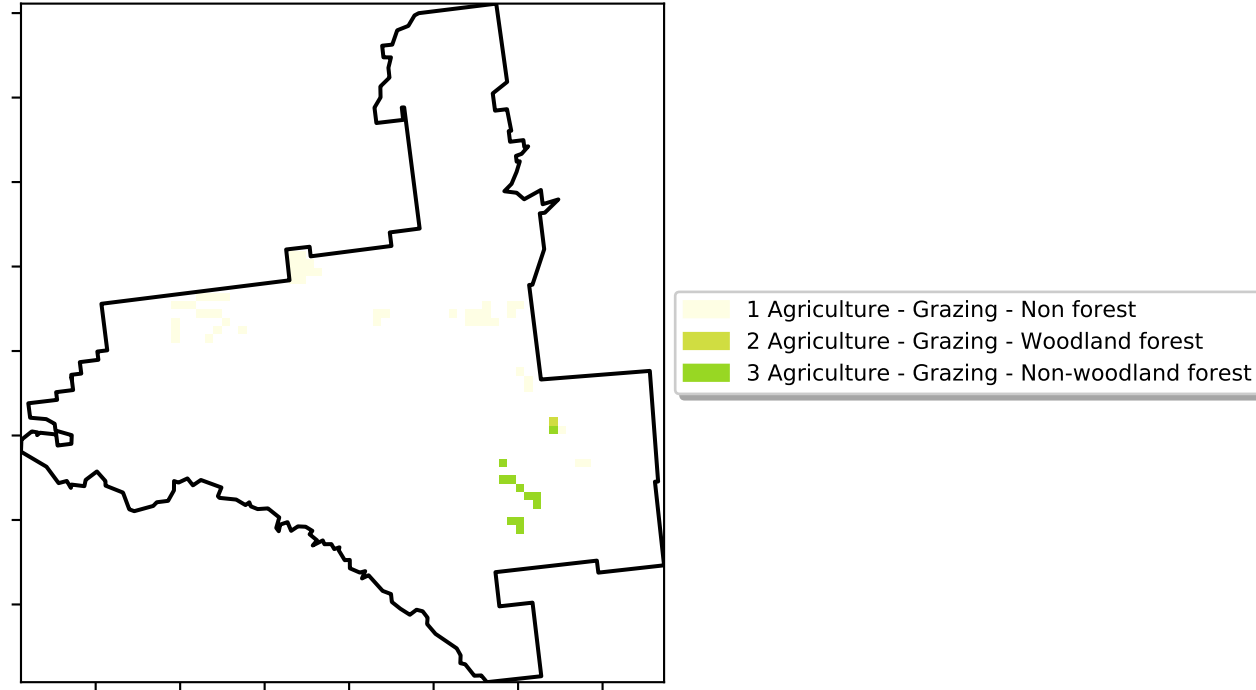 1 Agriculture - Grazing - Non forest
2 Agriculture - Grazing - Woodland forest
3 Agriculture - Grazing - Non-woodland forest